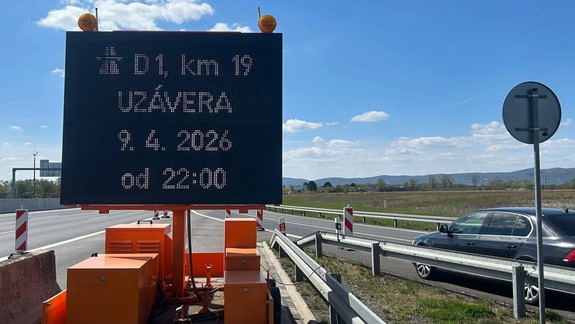 D1, km 19
UZÁVERA
9. 4. 2026
od 22:00